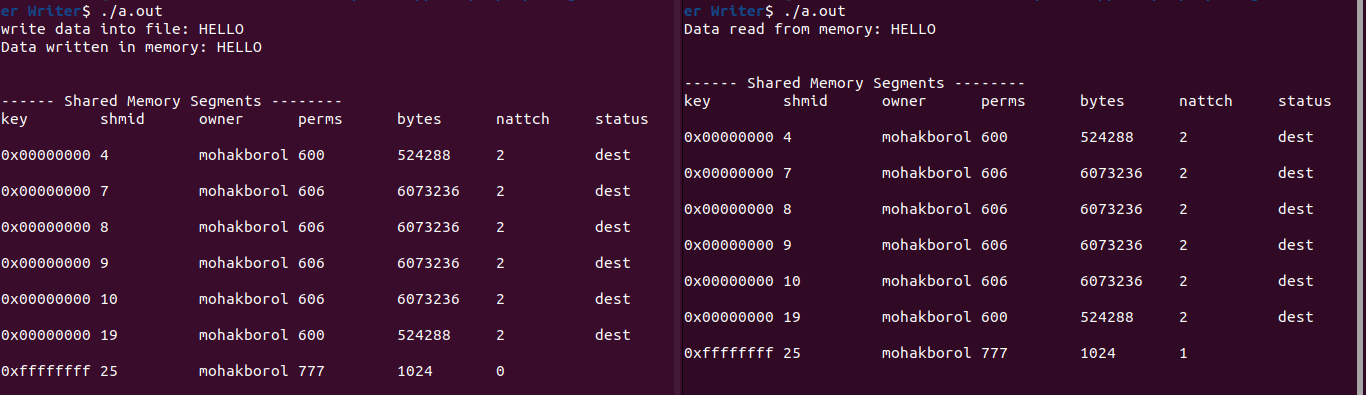 er Writer$ ./a.out
write data into file: HELLO
Data written in memory: HELLO
------ Shared Memory Segments --------
key        shmid      owner      perms      bytes      nattch     status
0x00000000 4          mohakborol 600        524288     2          dest
0x00000000 7          mohakborol 606        6073236    2          dest
0x00000000 8          mohakborol 606        6073236    2          dest
0x00000000 9          mohakborol 606        6073236    2          dest
0x00000000 10         mohakborol 606        6073236    2          dest
0x00000000 19         mohakborol 600        524288     2          dest
0xffffffff 25         mohakborol 777        1024       0
er Writer$ ./a.out
Data read from memory: HELLO
------ Shared Memory Segments --------
key        shmid      owner      perms      bytes      nattch     status
0x00000000 4          mohakborol 600        524288     2          dest
0x00000000 7          mohakborol 606        6073236    2          dest
0x00000000 8          mohakborol 606        6073236    2          dest
0x00000000 9          mohakborol 606        6073236    2          dest
0x00000000 10         mohakborol 606        6073236    2          dest
0x00000000 19         mohakborol 600        524288     2          dest
0xffffffff 25         mohakborol 777        1024       1